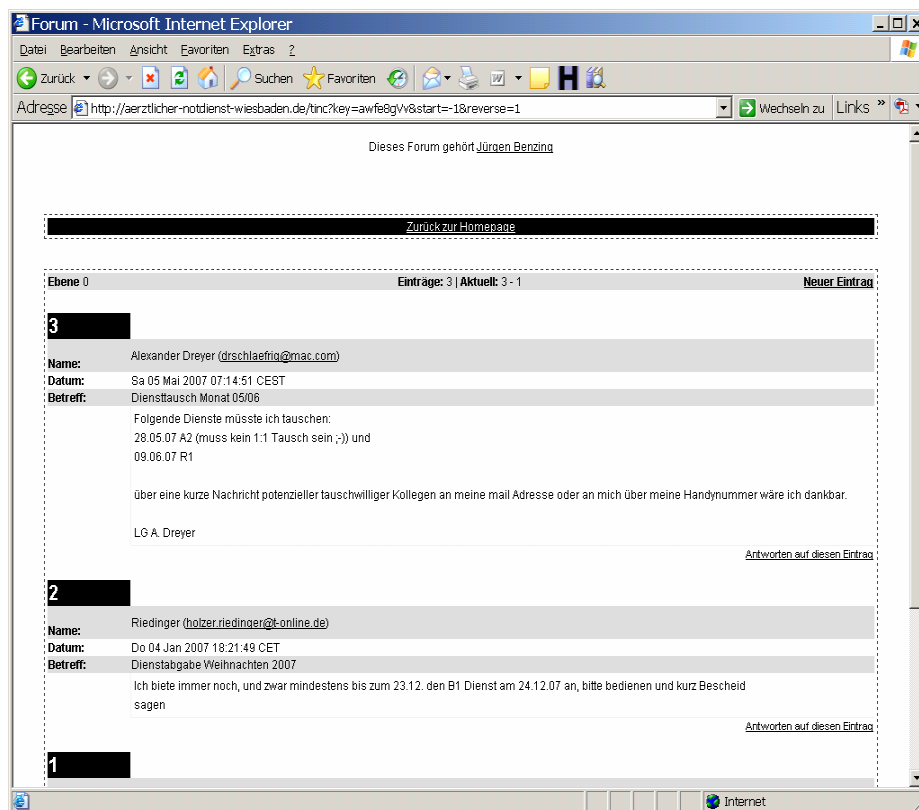 Forum - Microsoft Internet Explorer
Datei Bearbeiten Ansicht Favoriten Extras ?
Zurück Suchen Favoriten W H
Adresse http://aerztlicher-notdienst-wiesbaden.de/tinc?key=awfe8gVv&start=-1&reverse=1 Wechseln zu Links »
Dieses Forum gehört Jürgen Benzing
Zurück zur Homepage
Ebene 0 Einträge: 3 | Aktuell: 3 - 1 Neuer Eintrag
3
Name: Alexander Dreyer (drschlaefrig@mac.com)
Datum: Sa 05 Mai 2007 07:14:51 CEST
Betreff: Diensttausch Monat 05/06
Folgende Dienste müsste ich tauschen:
28.05.07 A2 (muss kein 1:1 Tausch sein ;-)) und
09.06.07 R1
über eine kurze Nachricht potenzieller tauschwilliger Kollegen an meine mail Adresse oder an mich über meine Handynummer wäre ich dankbar.
LG A. Dreyer
Antworten auf diesen Eintrag
2
Name: Riedinger (holzer.riedinger@t-online.de)
Datum: Do 04 Jan 2007 18:21:49 CET
Betreff: Dienstabgabe Weihnachten 2007
Ich biete immer noch, und zwar mindestens bis zum 23.12. den B1 Dienst am 24.12.07 an, bitte bedienen und kurz Bescheid
sagen
Antworten auf diesen Eintrag
1
Internet